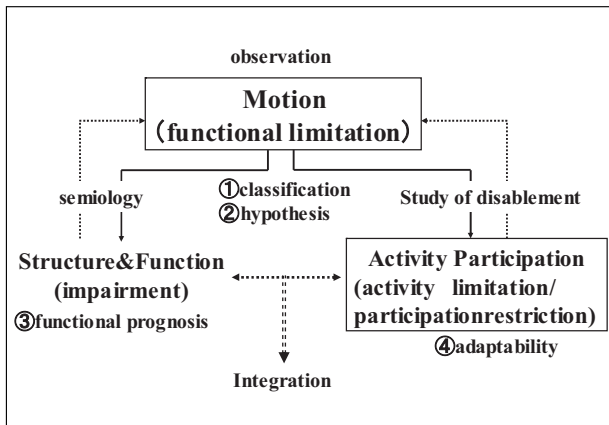 observation
Motion
(functional limitation)
semiology
①classification
②hypothesis
Study of disablement
Structure&Function
(impairment)
③functional prognosis
Activity Participation
(activity limitation/
participationrestriction)
④adaptability
Integration